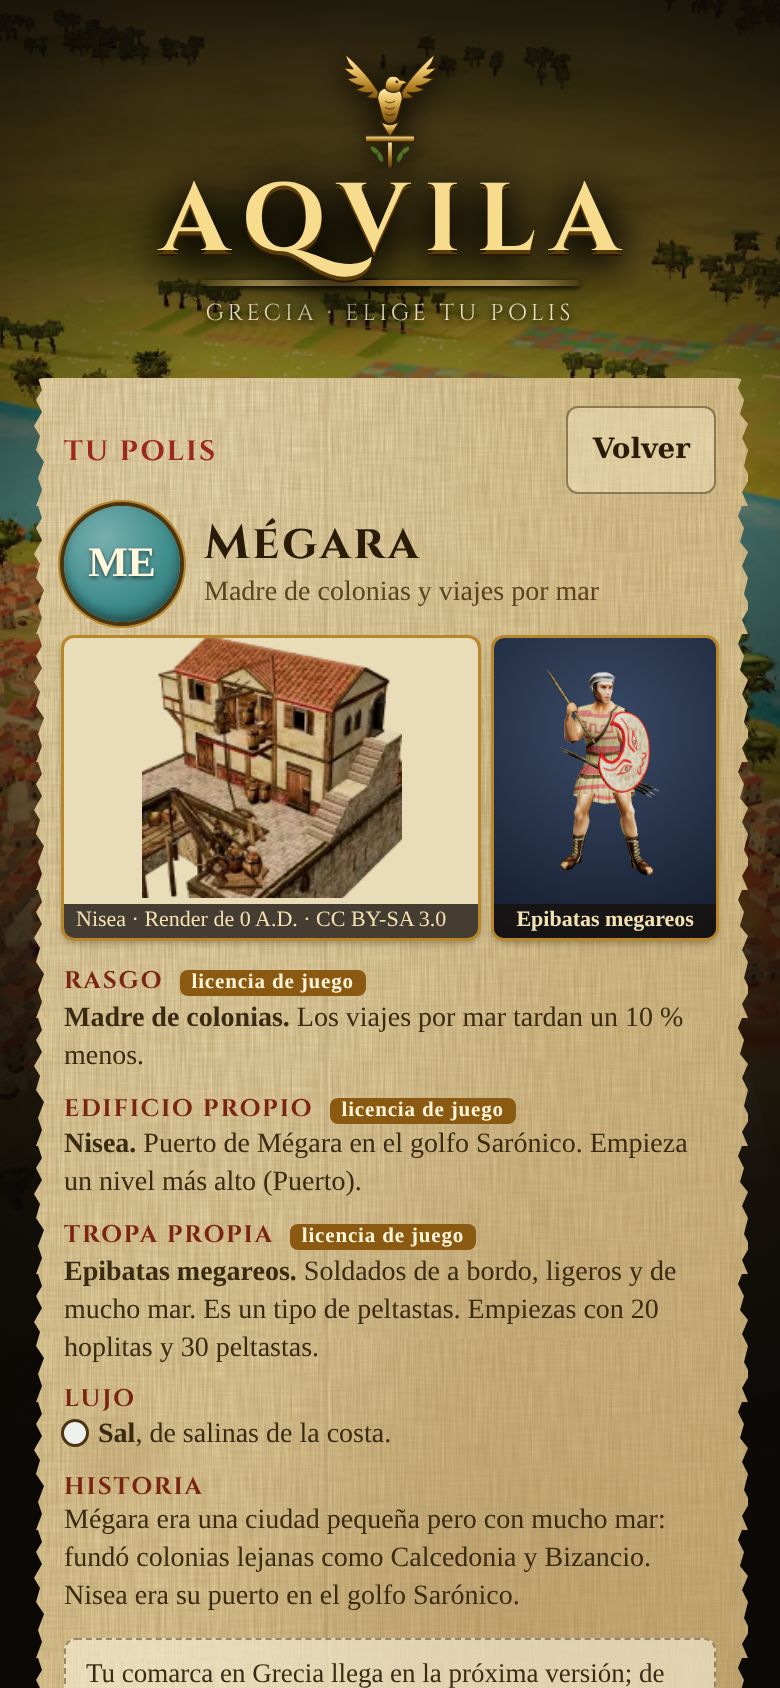 AQVILA
GRECIA · ELIGE TU POLIS
TU POLIS
Volver
ME
MÉGARA
Madre de colonias y viajes por mar
Nisea · Render de 0 A.D. · CC BY-SA 3.0
Epibatas megareos
RASGO licencia de juego
Madre de colonias. Los viajes por mar tardan un 10 %
menos.
EDIFICIO PROPIO licencia de juego
Nisea. Puerto de Mégara en el golfo Sarónico. Empieza
un nivel más alto (Puerto).
TROPA PROPIA licencia de juego
Epibatas megareos. Soldados de a bordo, ligeros y de
mucho mar. Es un tipo de peltastas. Empiezas con 20
hoplitas y 30 peltastas.
LUJO
Sal, de salinas de la costa.
HISTORIA
Mégara era una ciudad pequeña pero con mucho mar:
fundó colonias lejanas como Calcedonia y Bizancio.
Nisea era su puerto en el golfo Sarónico.
Tu comarca en Grecia llega en la próxima versión; de